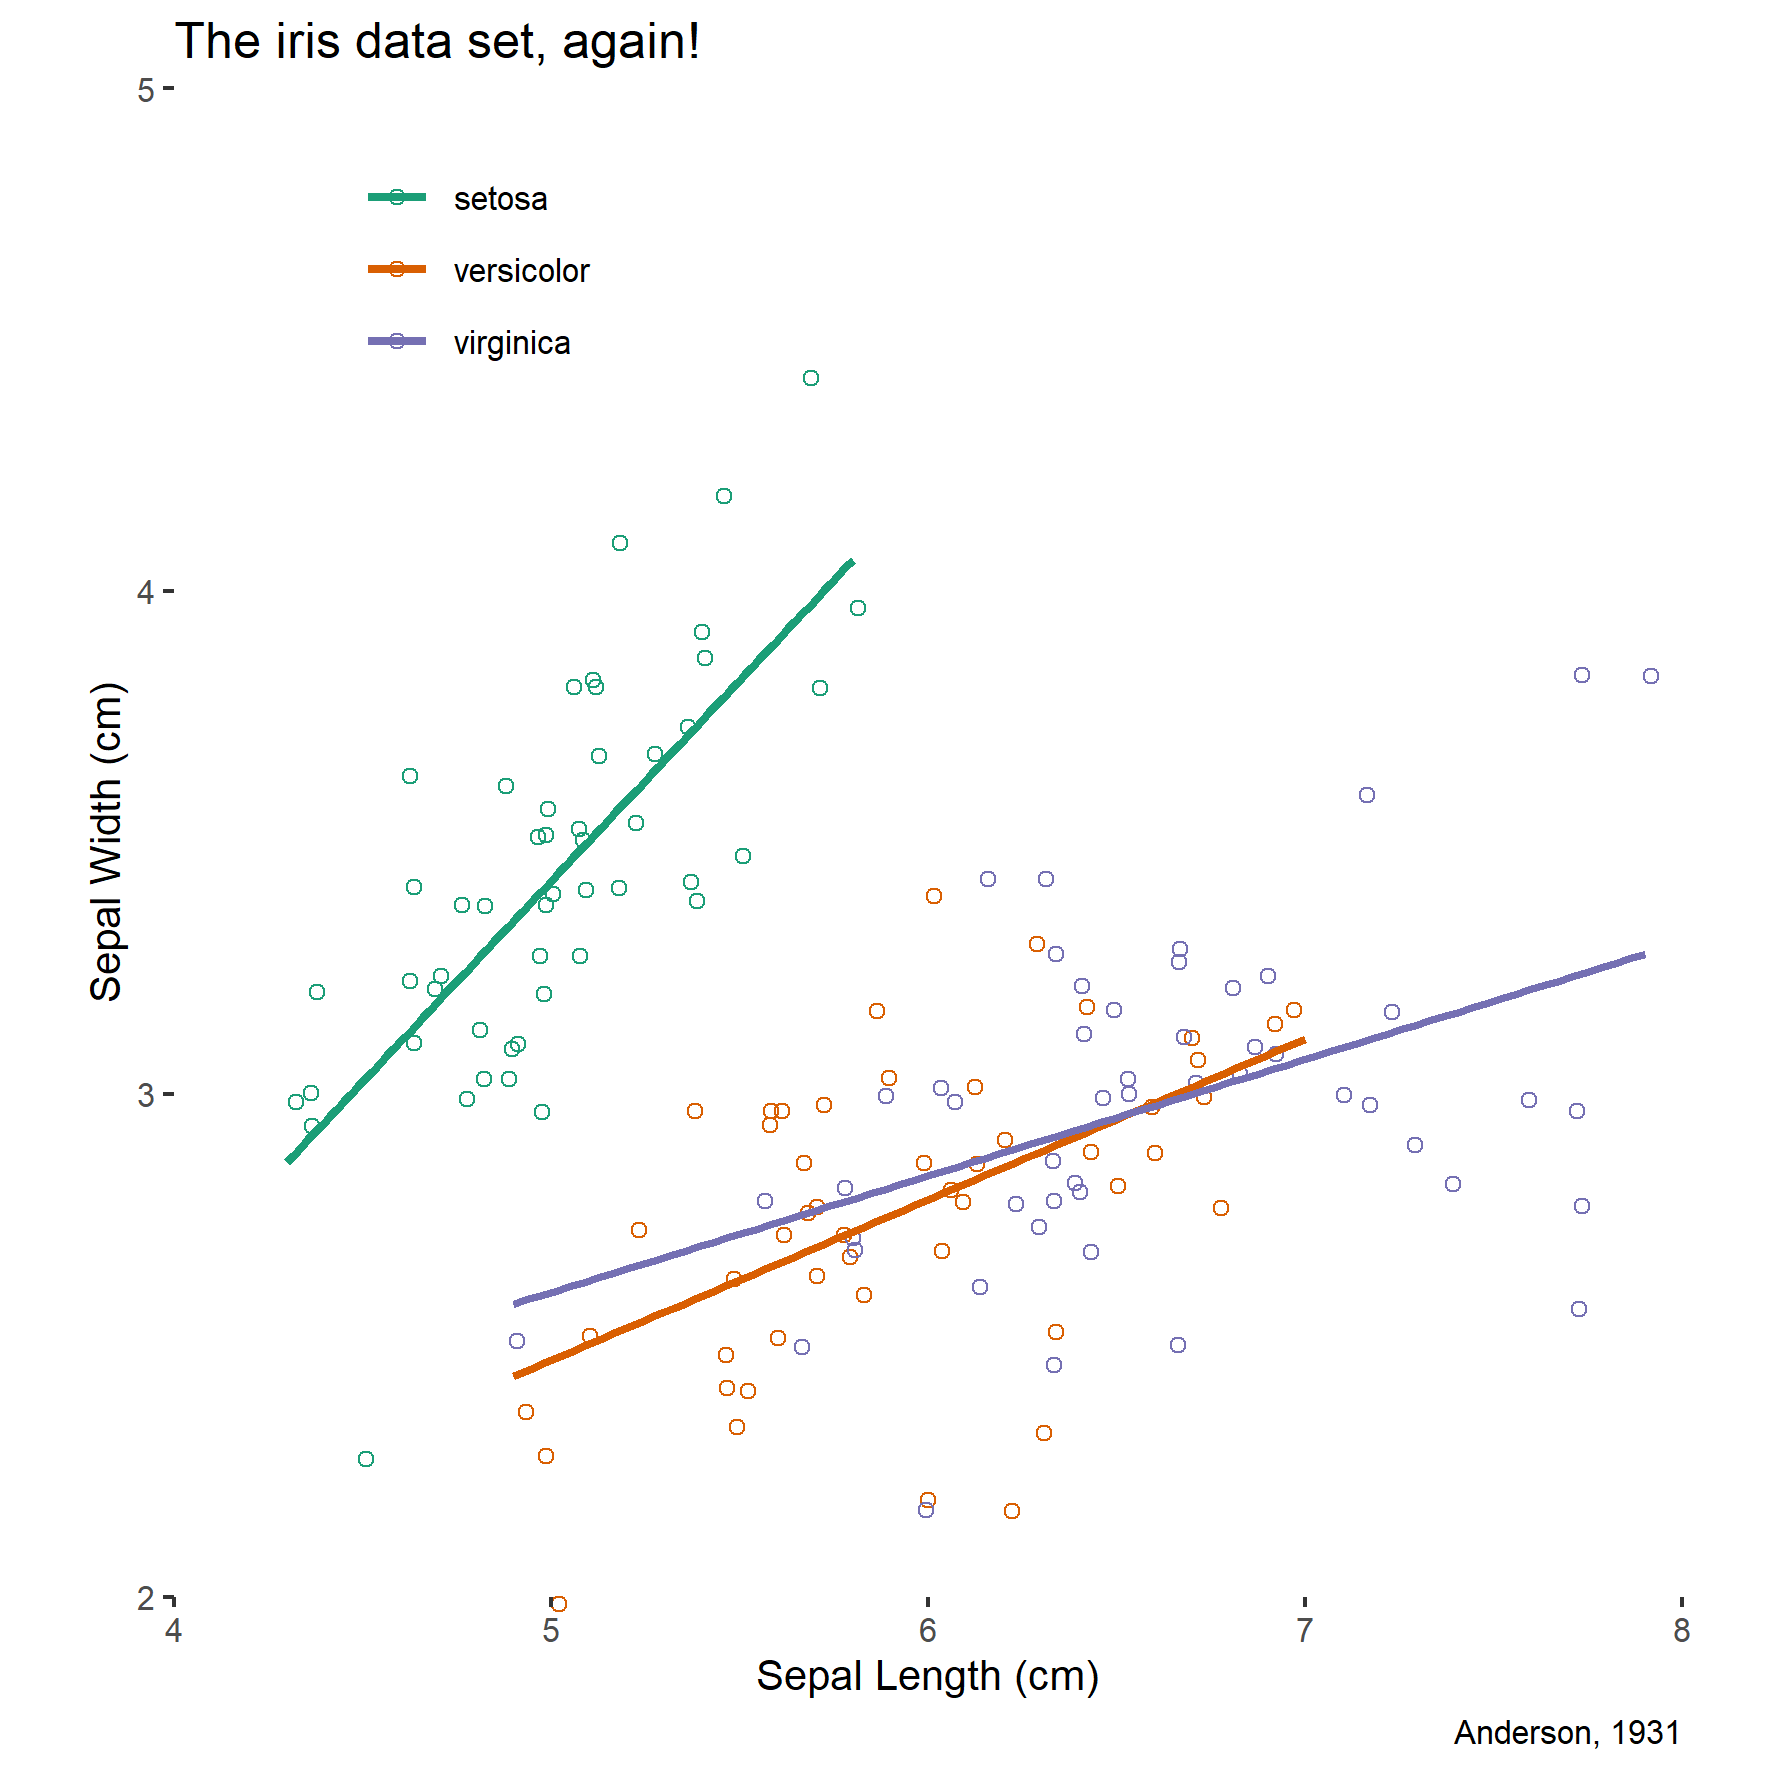 The iris data set, again!
5
setosa
versicolor
virginica
4
Sepal Width (cm)
3
2
4 5 6 7 8
Sepal Length (cm)
Anderson, 1931